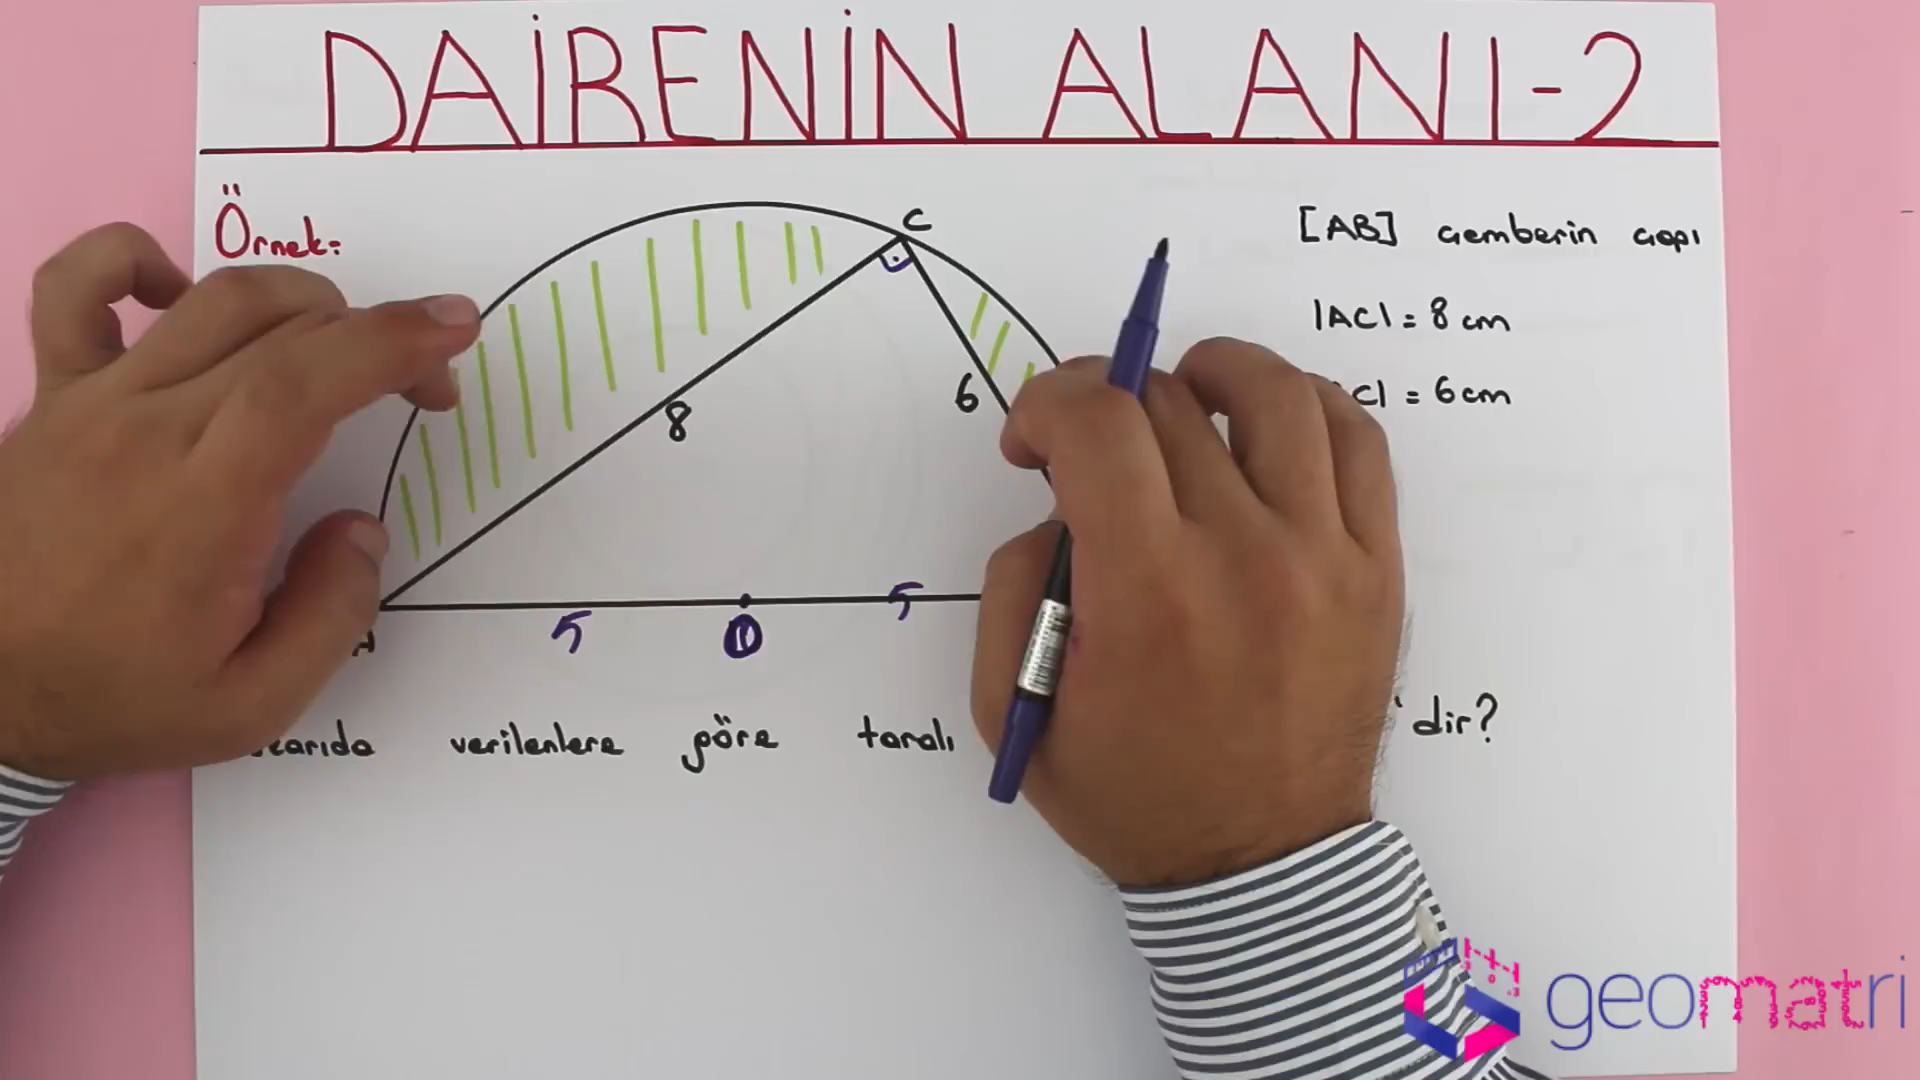 DAİRENİN ALANI-2
Örnek:
C
[AB] çemberin çapı
|AC| = 8 cm
C| = 6 cm
8
6
5
5
A
verilenlere göre taralı 'dir?
geomatri